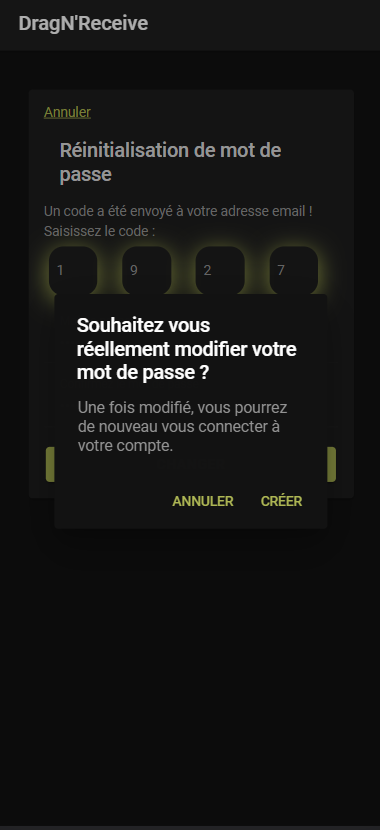 DragN'Receive
Annuler
Réinitialisation de mot de
passe
Un code a été envoyé à votre adresse email !
Saisissez le code :
1 9 2 7
Souhaitez vous
réellement modifier votre
mot de passe ?
Une fois modifié, vous pourrez
de nouveau vous connecter à
votre compte.
ANNULER CRÉER